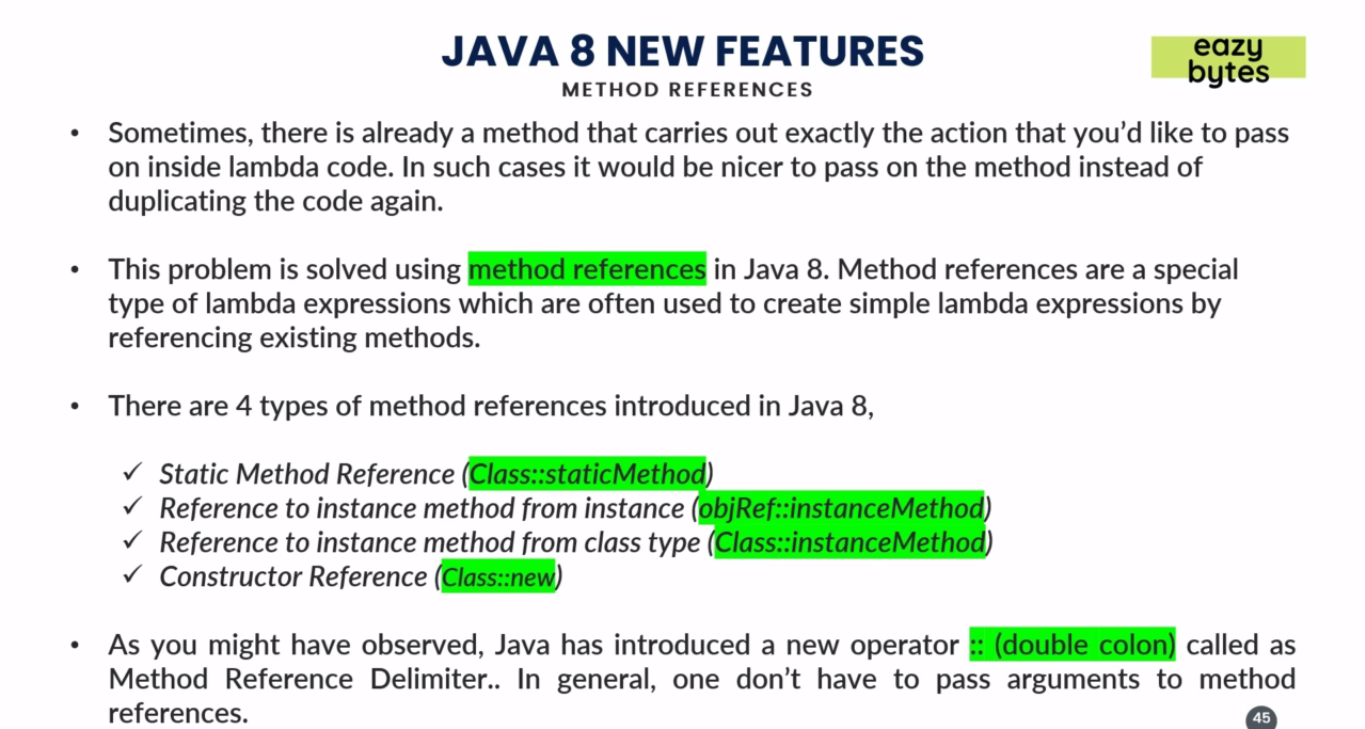 JAVA 8 NEW FEATURES
eazy
bytes
METHOD REFERENCES
• Sometimes, there is already a method that carries out exactly the action that you’d like to pass
on inside lambda code. In such cases it would be nicer to pass on the method instead of
duplicating the code again.
• This problem is solved using method references in Java 8. Method references are a special
type of lambda expressions which are often used to create simple lambda expressions by
referencing existing methods.
• There are 4 types of method references introduced in Java 8,
✓ Static Method Reference (Class::staticMethod)
✓ Reference to instance method from instance (objRef::instanceMethod)
✓ Reference to instance method from class type (Class::instanceMethod)
✓ Constructor Reference (Class::new)
• As you might have observed, Java has introduced a new operator :: (double colon) called as
Method Reference Delimiter.. In general, one don’t have to pass arguments to method
references.
45